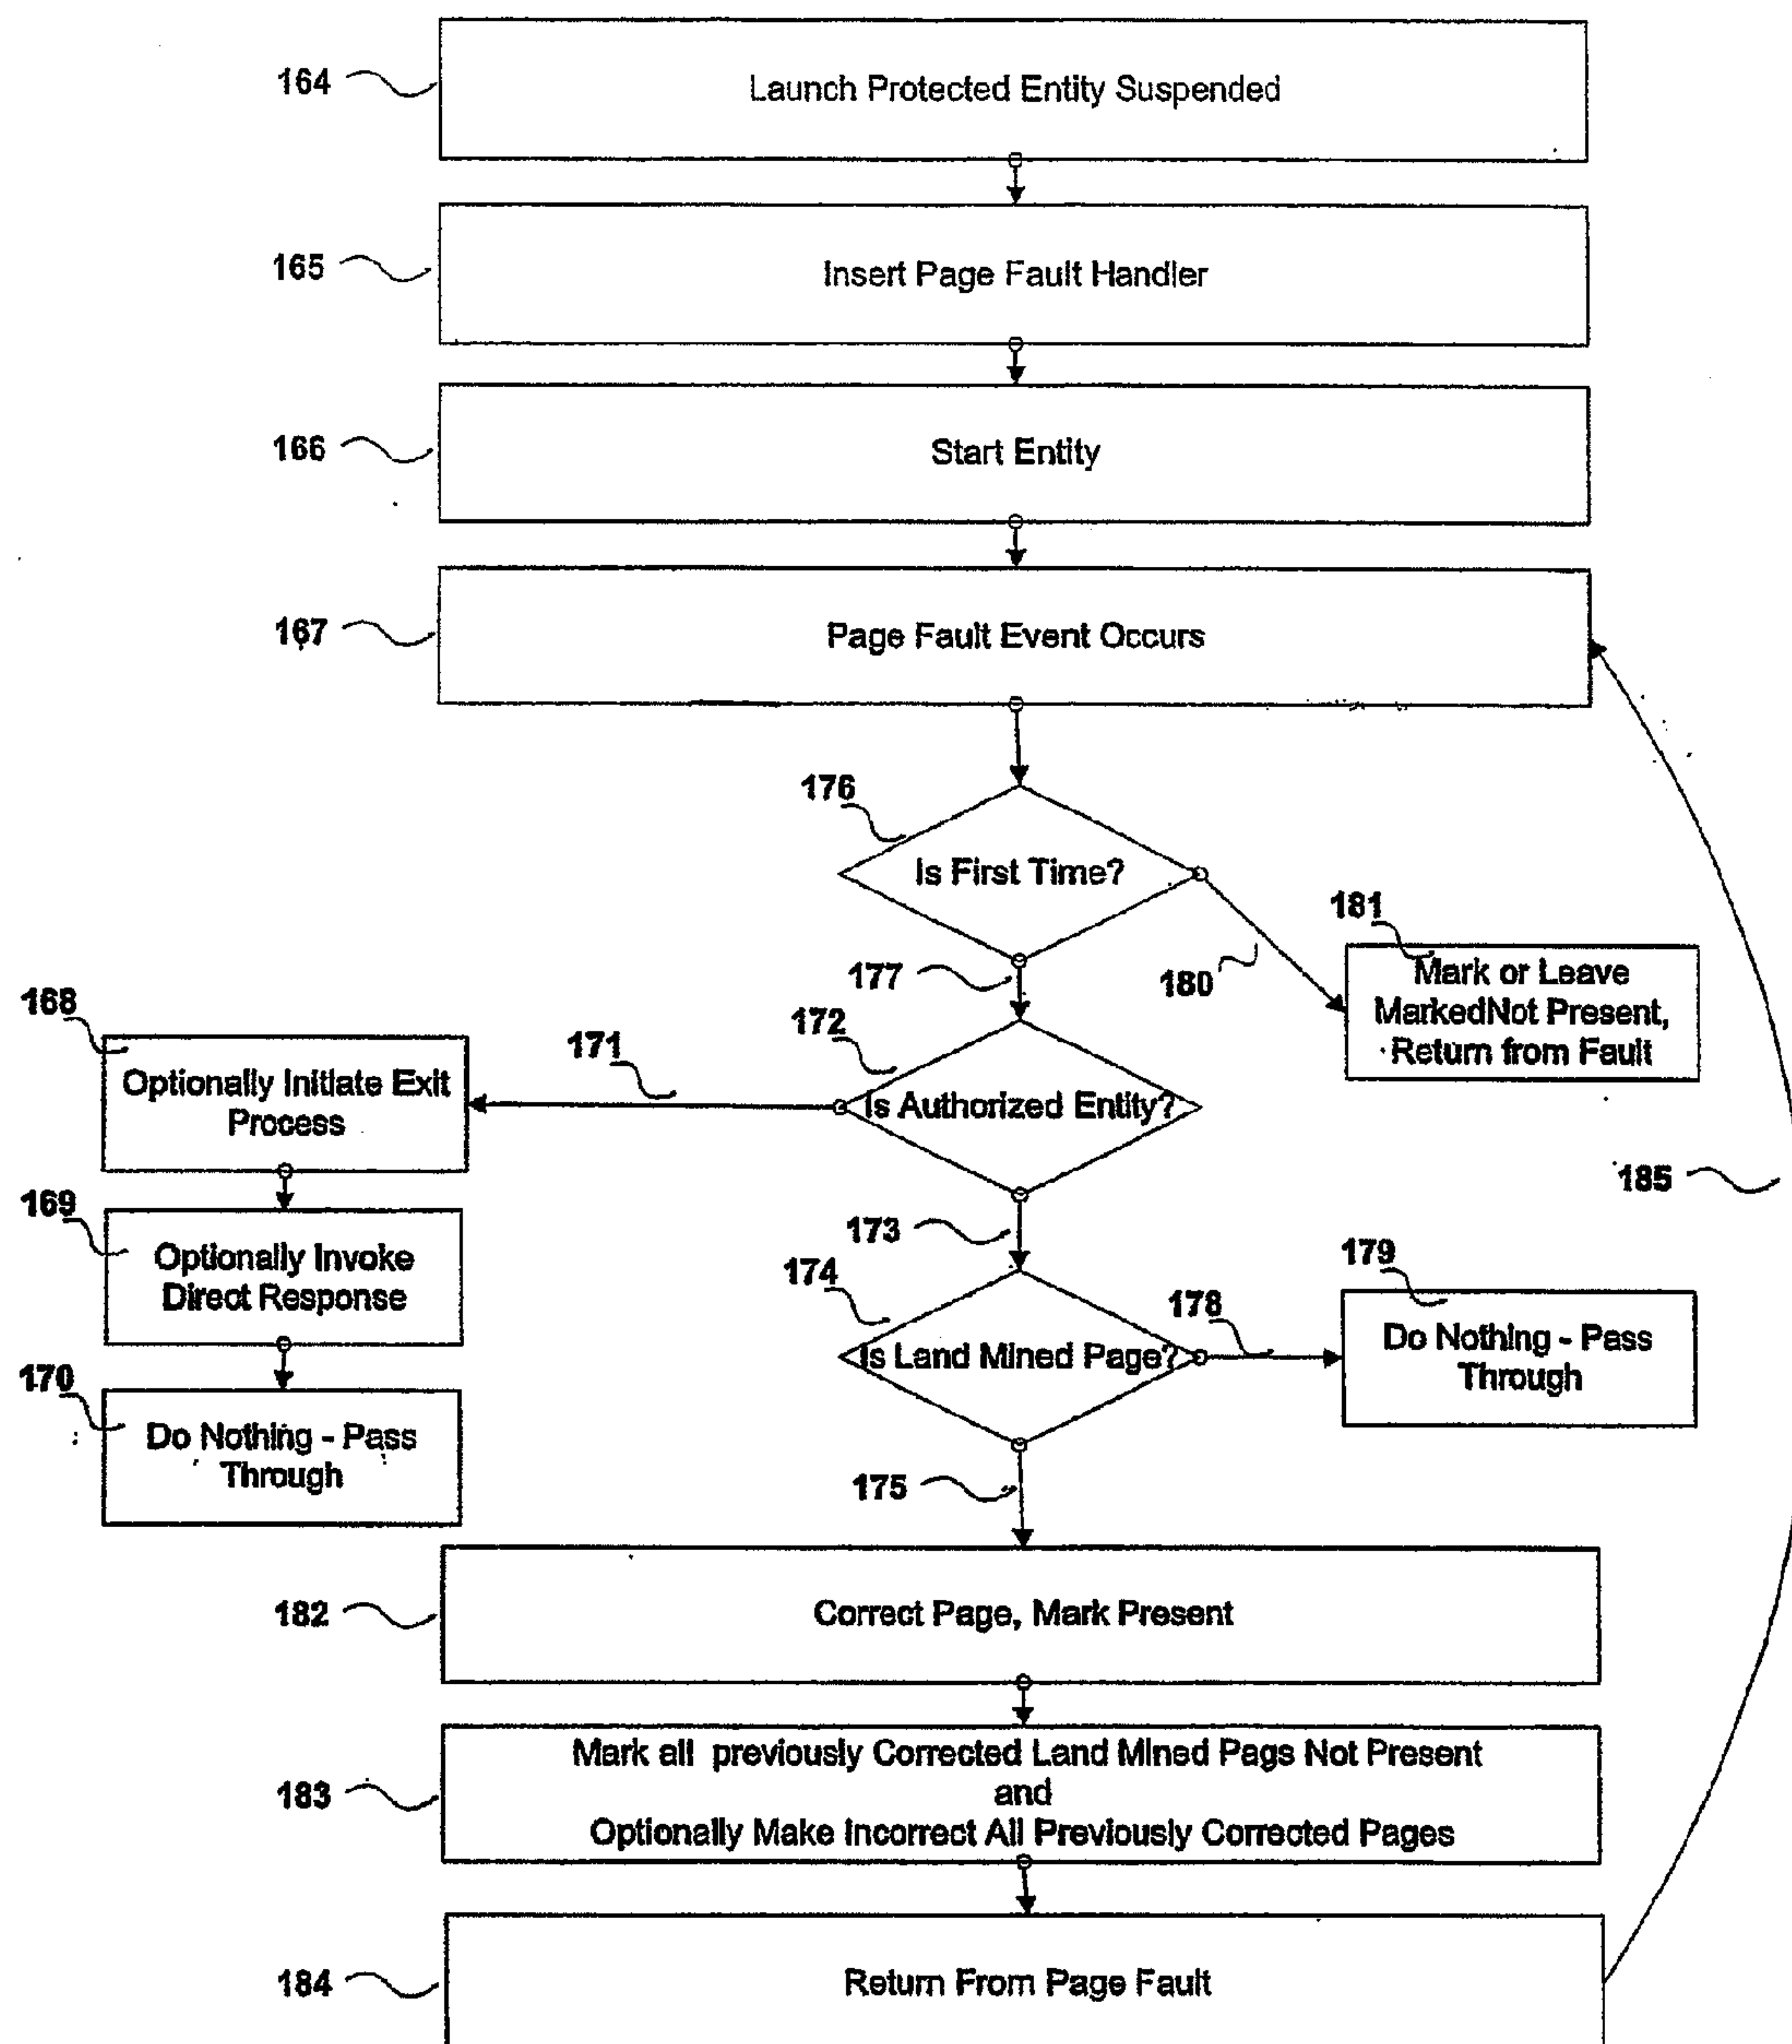 164
Launch Protected Entity Suspended
165
Insert Page Fault Handler
166
Start Entity
167
Page Fault Event Occurs
176
Is First Time?
177
180
181
Mark or Leave
MarkedNot Present,
Return from Fault
168
Optionally Initiate Exit
Process
171
172
Is Authorized Entity?
169
Optionally Invoke
Direct Response
173
185
174
Is Land Mined Page?
178
179
Do Nothing - Pass
Through
170
Do Nothing - Pass
Through
175
182
Correct Page, Mark Present
183
Mark all previously Corrected Land Mined Pags Not Present
and
Optionally Make Incorrect All Previously Corrected Pages
184
Return From Page Fault